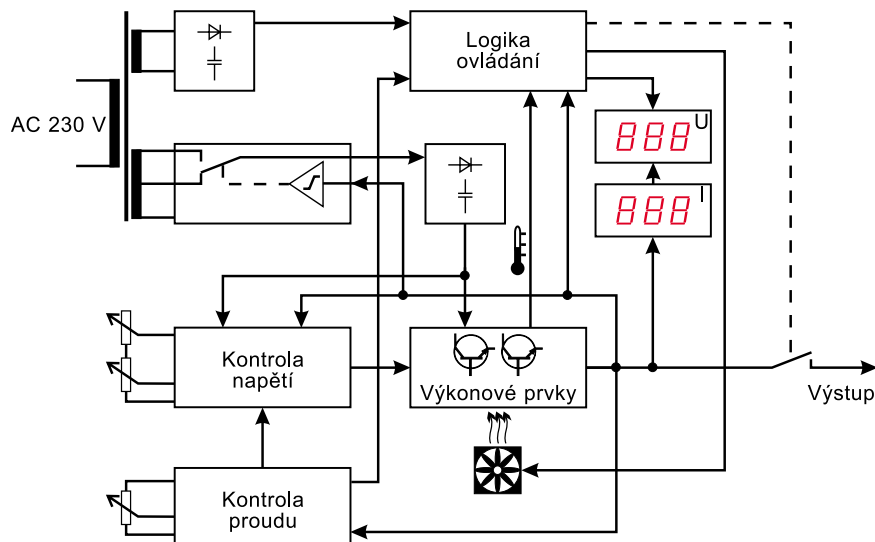 Logika
ovládání
AC 230 V
888 U
888 I
Kontrola
napětí
Výkonové prvky
Výstup
Kontrola
proudu